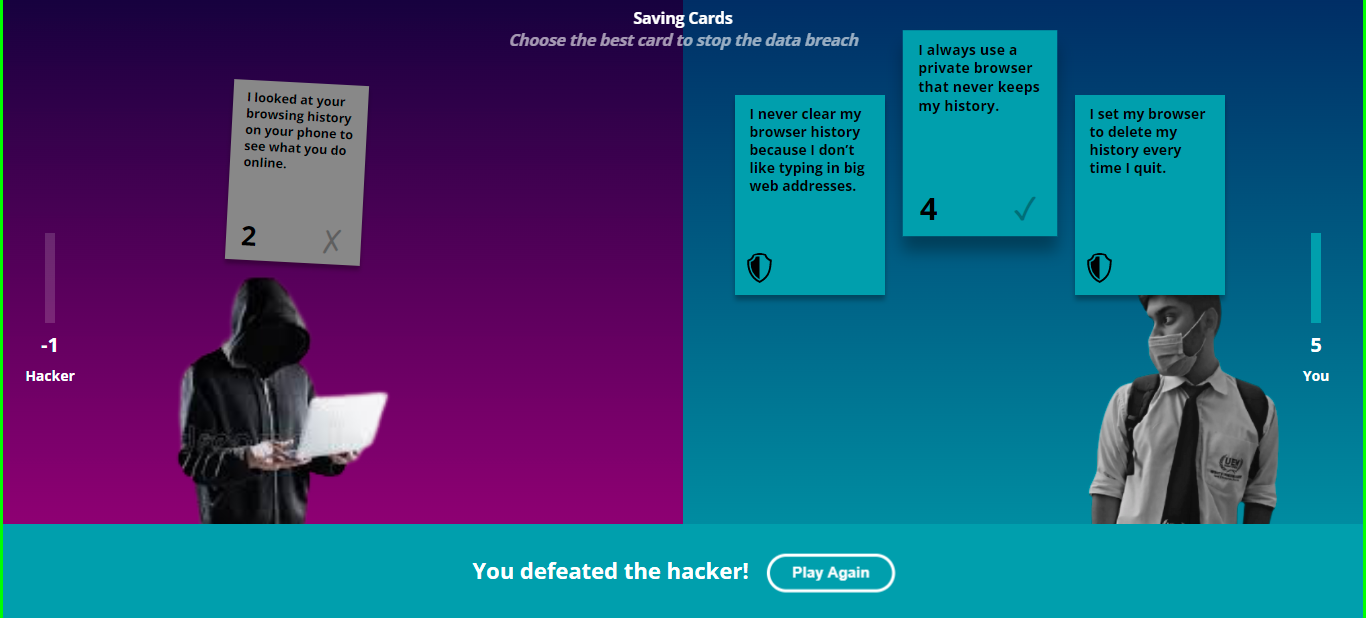 Saving Cards
Choose the best card to stop the data breach
I looked at your
browsing history
on your phone to
see what you do
online.
2
✗
-1
Hacker
I never clear my
browser history
because I don't
like typing in big
web addresses.
I always use a
private browser
that never keeps
my history.
4
✓
I set my browser
to delete my
history every
time I quit.
5
You
UEM
You defeated the hacker!
Play Again